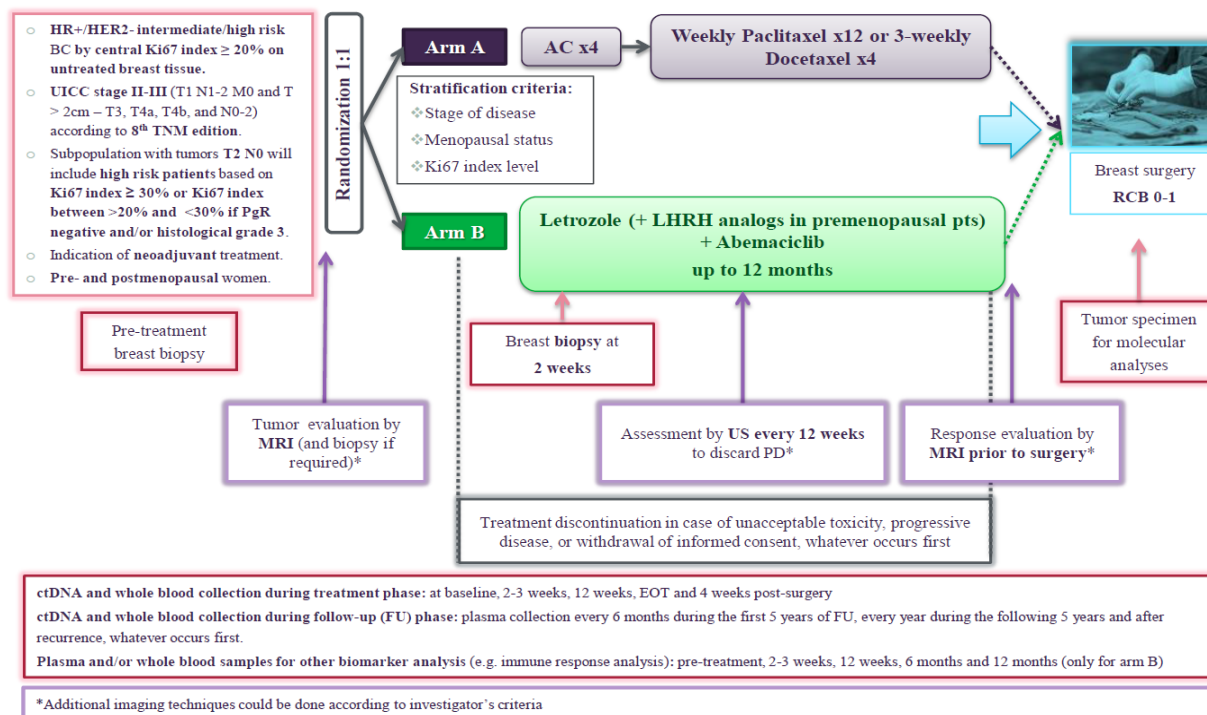 HR+/HER2- intermediate/high risk
BC by central Ki67 index ≥ 20% on
untreated breast tissue.
UICC stage II-III (T1 N1-2 M0 and T
> 2cm – T3, T4a, T4b, and N0-2)
according to 8th TNM edition.
Subpopulation with tumors T2 N0 will
include high risk patients based on
Ki67 index ≥ 30% or Ki67 index
between >20% and <30% if PgR
negative and/or histological grade 3.
Indication of neoadjuvant treatment.
Pre- and postmenopausal women.
Pre-treatment
breast biopsy
Randomization 1:1
Arm A
AC x4
Weekly Paclitaxel x12 or 3-weekly
Docetaxel x4
Stratification criteria:
Stage of disease
Menopausal status
Ki67 index level
Arm B
Letrozole (+ LHRH analogs in premenopausal pts)
+ Abemaciclib
up to 12 months
Breast surgery
RCB 0-1
Breast biopsy at
2 weeks
Tumor specimen
for molecular
analyses
Tumor evaluation by
MRI (and biopsy if
required)*
Assessment by US every 12 weeks
to discard PD*
Response evaluation by
MRI prior to surgery*
Treatment discontinuation in case of unacceptable toxicity, progressive
disease, or withdrawal of informed consent, whatever occurs first
ctDNA and whole blood collection during treatment phase: at baseline, 2-3 weeks, 12 weeks, EOT and 4 weeks post-surgery
ctDNA and whole blood collection during follow-up (FU) phase: plasma collection every 6 months during the first 5 years of FU, every year during the following 5 years and after
recurrence, whatever occurs first.
Plasma and/or whole blood samples for other biomarker analysis (e.g. immune response analysis): pre-treatment, 2-3 weeks, 12 weeks, 6 months and 12 months (only for arm B)
*Additional imaging techniques could be done according to investigator's criteria